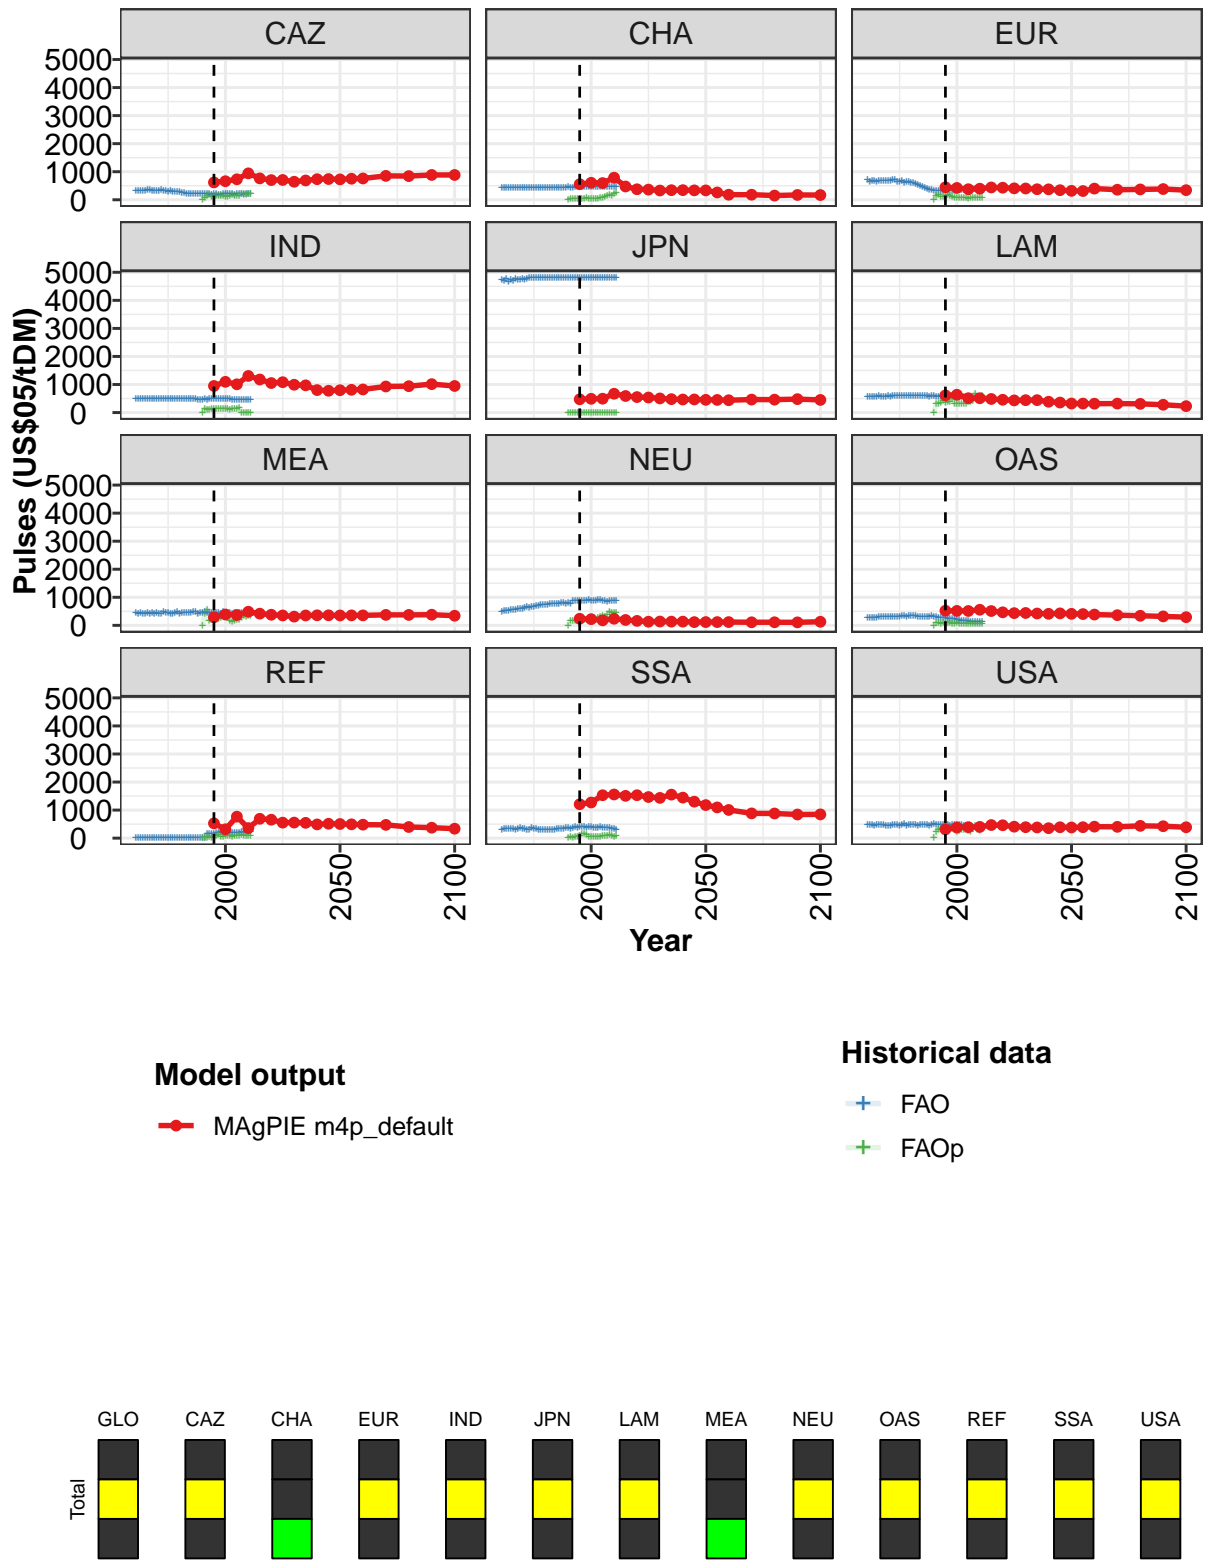 CAZ CHA EUR
5000
4000
3000
2000
1000
0
IND JPN LAM
5000
4000
3000
2000
1000
0
MEA NEU OAS
5000
4000
3000
2000
1000
0
REF SSA USA
5000
4000
3000
2000
1000
0
Pulses (US$05/tDM)
2000 2050 2100 2000 2050 2100 2000 2050 2100
Year
Model output
MAgPIE m4p_default
Historical data
FAO
FAOp
GLO CAZ CHA EUR IND JPN LAM MEA NEU OAS REF SSA USA
Total